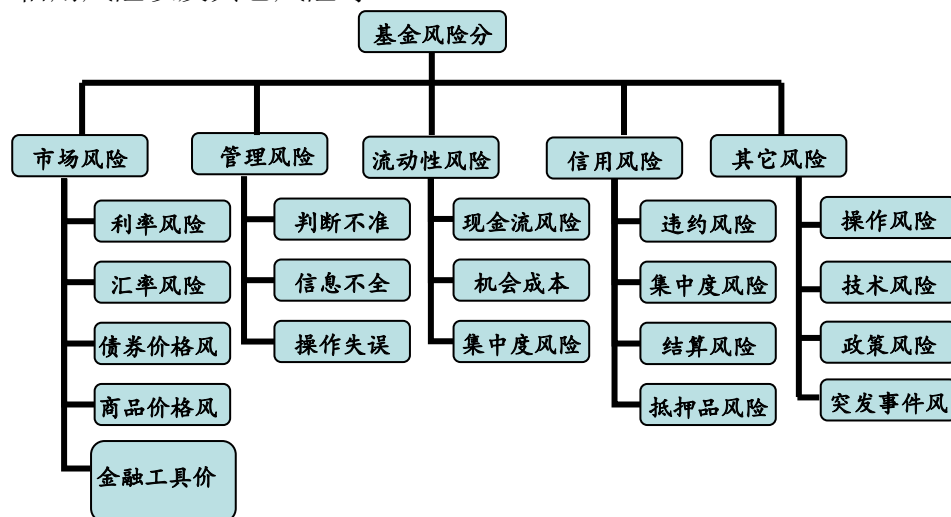 基金风险分
市场风险
管理风险
流动性风险
信用风险
其它风险
利率风险
汇率风险
债券价格风
商品价格风
金融工具价
判断不准
信息不全
操作失误
现金流风险
机会成本
集中度风险
违约风险
集中度风险
结算风险
抵押品风险
操作风险
技术风险
政策风险
突发事件风